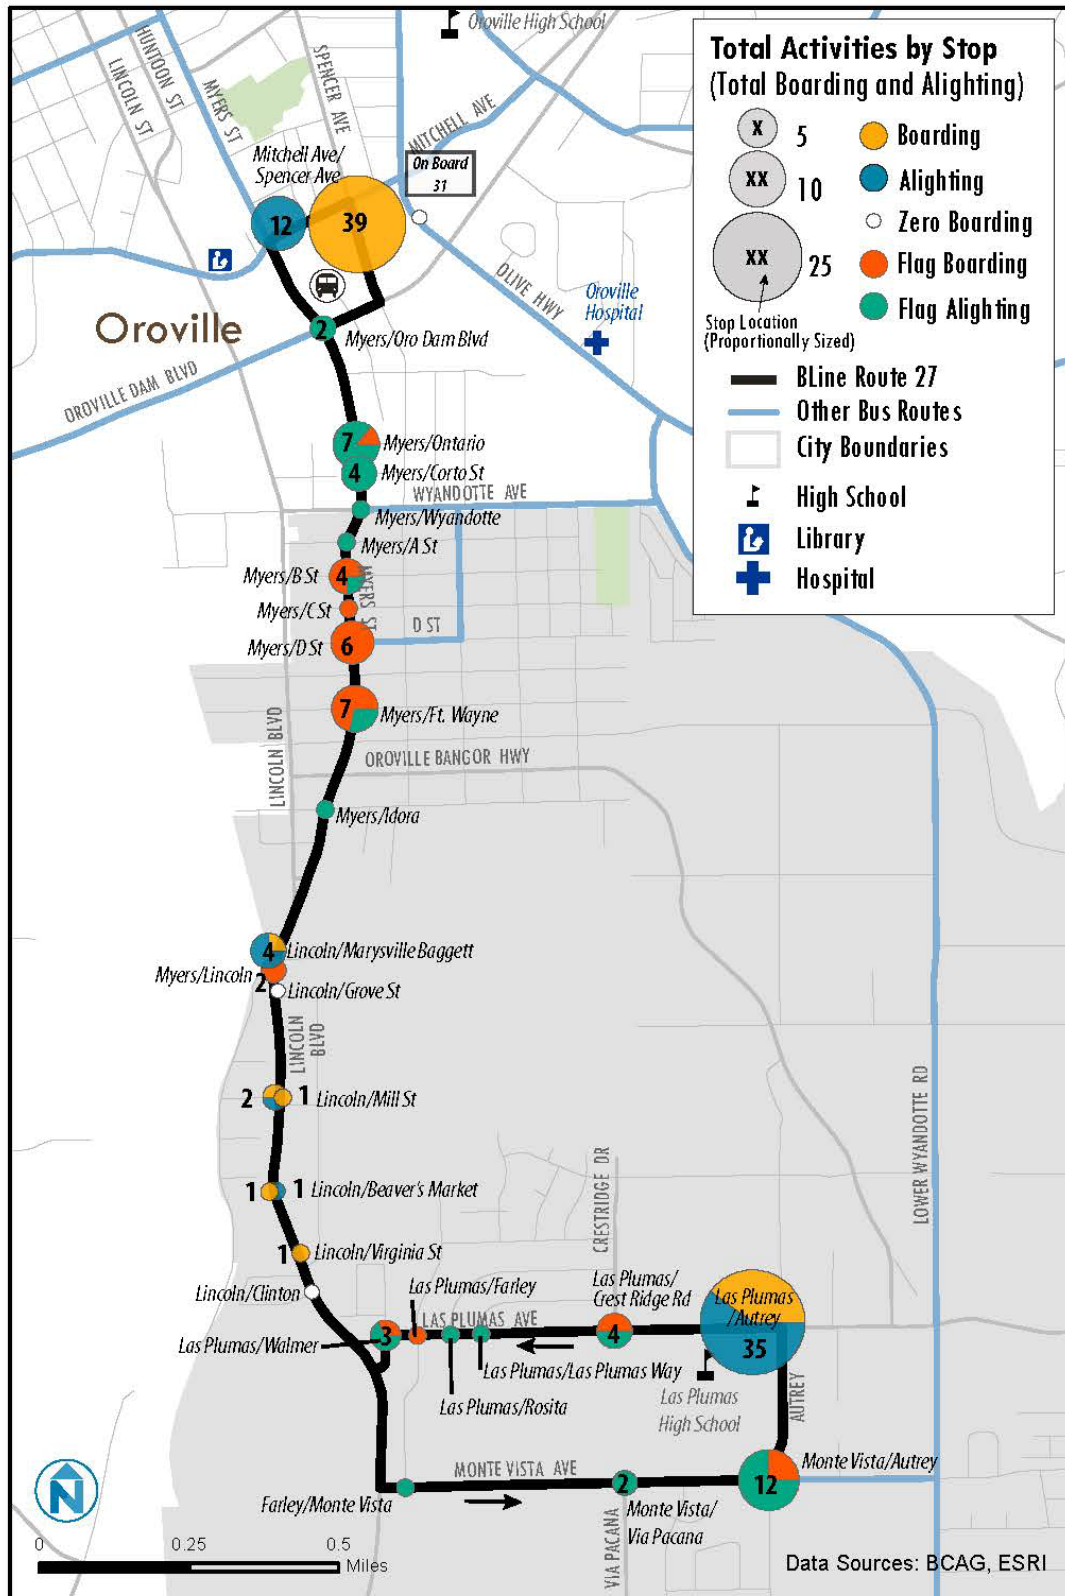 Oroville High School
HUNTOON ST
LINCOLN ST
MYERS ST
SPENCER AVE
MITCHELL AVE
Mitchell Ave/
Spencer Ave
On Board
31
12
39
OLIVE HWY
Oroville
Hospital
Oroville
2
Myers/Oro Dam Blvd
OROVILLE DAM BLVD
7
Myers/Ontario
4
Myers/Corto St
WYANDOTTE AVE
Myers/Wyandotte
Myers/A St
Myers/B St
4
MYERS ST
Myers/C St
D ST
Myers/D St
6
7
Myers/Ft. Wayne
LINCOLN BLVD
OROVILLE BANGOR HWY
Myers/Idora
4
Lincoln/Marysville Baggett
Myers/Lincoln
2
Lincoln/Grove St
LINCOLN
BLVD
2
1
Lincoln/Mill St
LOWER WYANDOTTE RD
1
1
Lincoln/Beaver's Market
CRESTRIDGE DR
1
Lincoln/Virginia St
Lincoln/Clinton
Las Plumas/Farley
LAS PLUMAS AVE
Las Plumas/
Crest Ridge Rd
Las Plumas
/Autrey
35
Las Plumas/Walmer
3
4
Las Plumas/Las Plumas Way
Las Plumas/Rosita
Las Plumas
High School
AUTREY
MONTE VISTA AVE
Monte Vista/Autrey
12
2
Farley/Monte Vista
Monte Vista/
Via Pacana
VIA PACANA
N
0
0.25
0.5
Miles
Data Sources: BCAG, ESRI
Total Activities by Stop
(Total Boarding and Alighting)
X
5
XX
10
XX
25
Stop Location
(Proportionally Sized)
Boarding
Alighting
Zero Boarding
Flag Boarding
Flag Alighting
BLine Route 27
Other Bus Routes
City Boundaries
High School
Library
Hospital